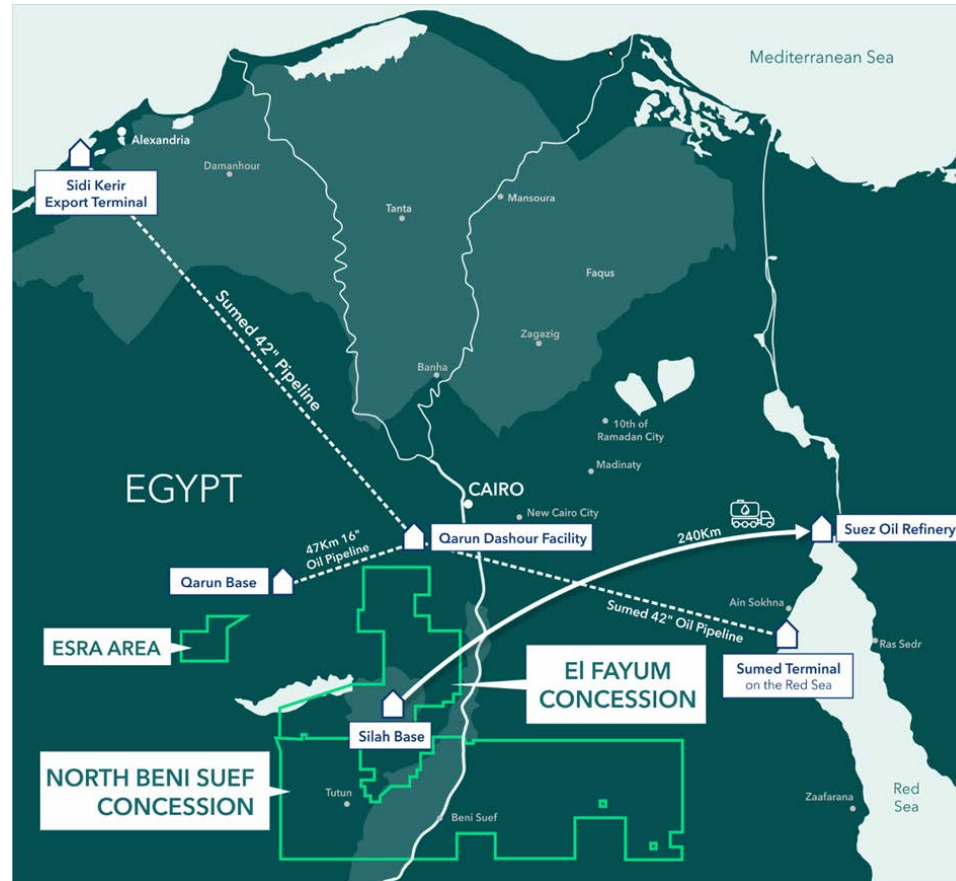 Mediterranean Sea
Alexandria
Sidi Kerir
Export Terminal
Damanhour
Tanta
Mansoura
Faqus
Zagazig
Banha
Sumed 42" Pipeline
10th of
Ramadan City
Madinaty
EGYPT
CAIRO
New Cairo City
240Km
Suez Oil Refinery
Qarun Dashour Facility
47Km 16"
Oil Pipeline
Qarun Base
Sumed 42" Oil Pipeline
Ain Sokhna
Ras Sedr
ESRA AREA
Sumed Terminal
on the Red Sea
El FAYUM
CONCESSION
Silah Base
NORTH BENI SUEF
CONCESSION
Tutun
Beni Suef
Zaafarana
Red
Sea